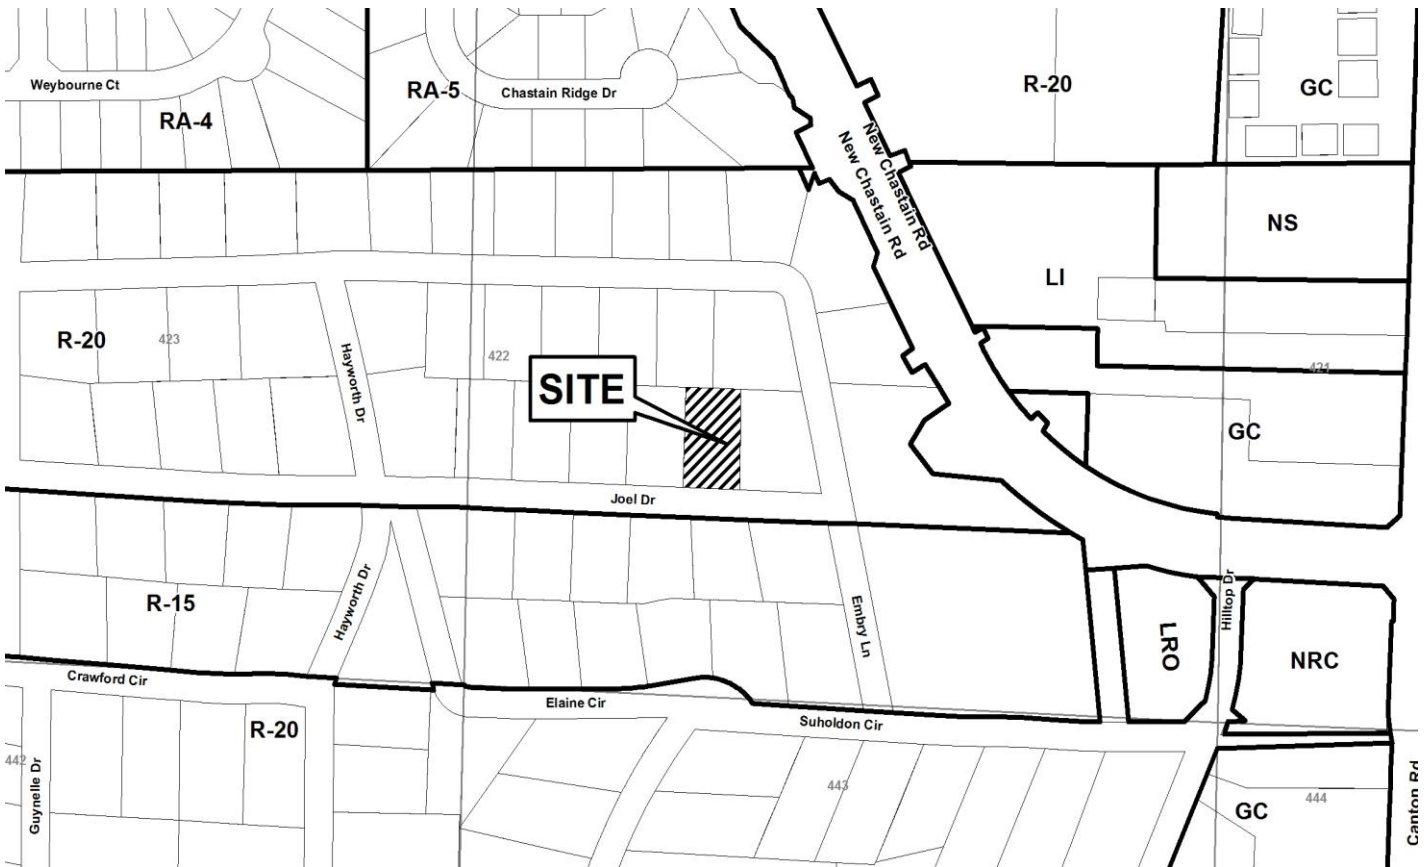 Weybourne Ct
RA-4
RA-5
Chastain Ridge Dr
R-20
GC
New Chastain Rd
New Chastain Rd
NS
LI
R-20
423
Hayworth Dr
422
SITE
421
GC
Joel Dr
R-15
Hayworth Dr
Embry Ln
LRO
Hilltop Dr
NRC
Crawford Cir
Elaine Cir
Suholdon Cir
R-20
442
Guynelle Dr
443
GC
444
Canton Rd